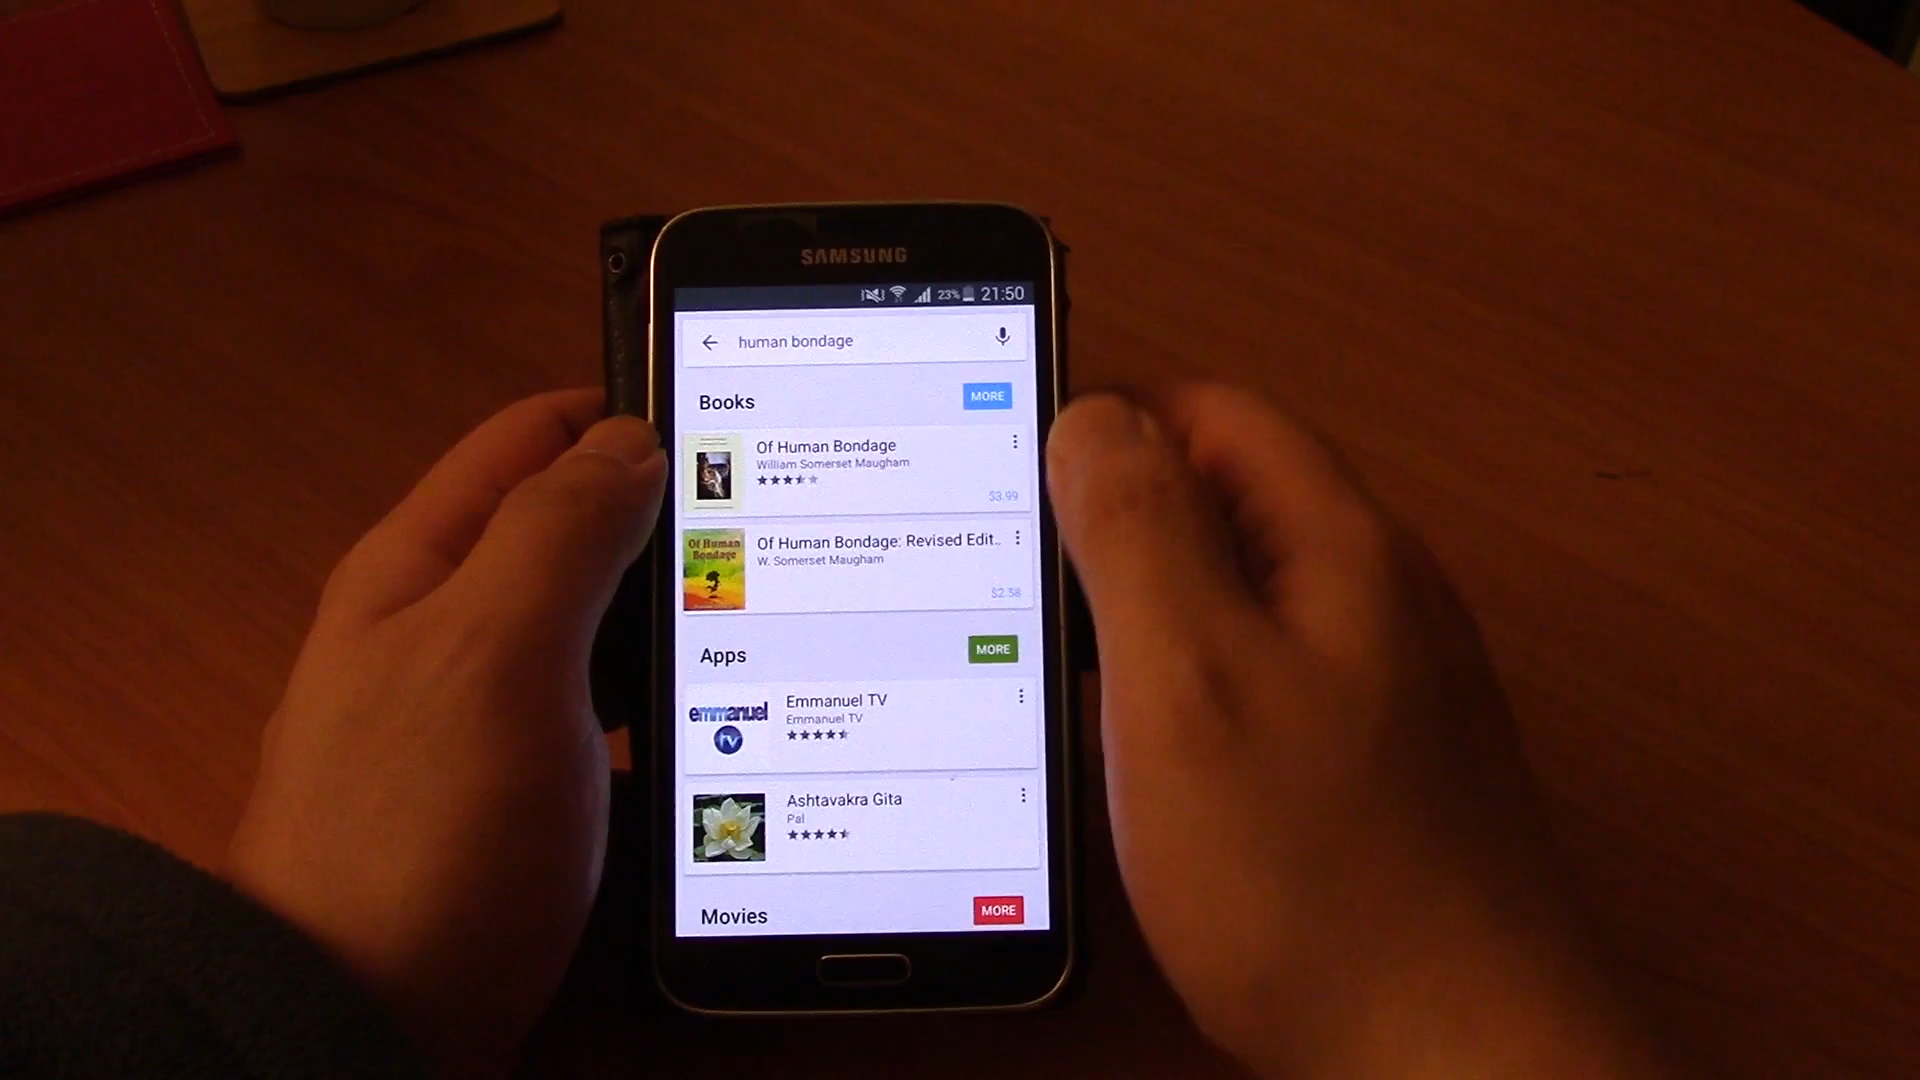 SAMSUNG
23% 21:50
human bondage
Books
MORE
Of Human Bondage
William Somerset Maugham
$3.99
Of Human
Bondage
Of Human Bondage: Revised Edit..
W. Somerset Maugham
$2.58
Apps
MORE
emmanuel
tv
Emmanuel TV
Emmanuel TV
Ashtavakra Gita
Pal
Movies
MORE